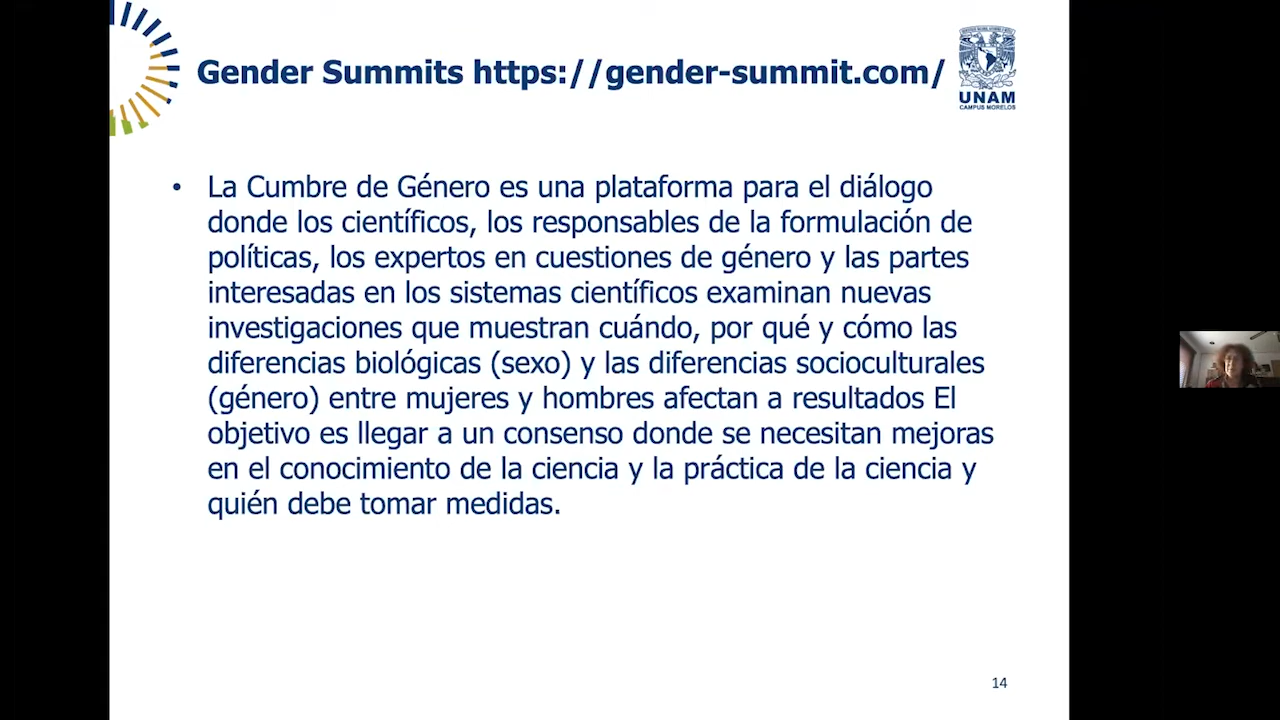 Gender Summits https://gender-summit.com/
UNAM
CAMPUS MORELOS
• La Cumbre de Género es una plataforma para el diálogo
donde los científicos, los responsables de la formulación de
políticas, los expertos en cuestiones de género y las partes
interesadas en los sistemas científicos examinan nuevas
investigaciones que muestran cuándo, por qué y cómo las
diferencias biológicas (sexo) y las diferencias socioculturales
(género) entre mujeres y hombres afectan a resultados El
objetivo es llegar a un consenso donde se necesitan mejoras
en el conocimiento de la ciencia y la práctica de la ciencia y
quién debe tomar medidas.
14